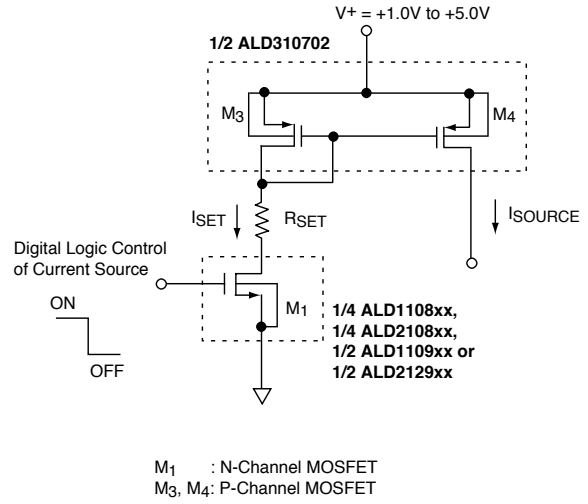 V+ = +1.0V to +5.0V
1/2 ALD310702
M3
M4
ISET
RSET
ISOURCE
Digital Logic Control
of Current Source
ON
OFF
M1
1/4 ALD1108xx,
1/4 ALD2108xx,
1/2 ALD1109xx or
1/2 ALD2129xx
M1 : N-Channel MOSFET
M3, M4: P-Channel MOSFET